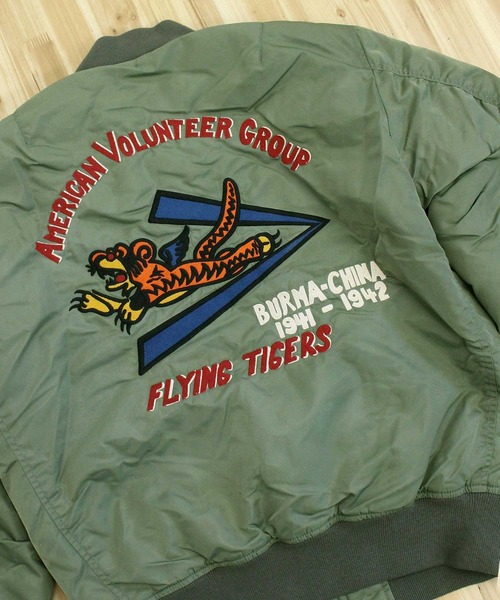 AMERICAN VOLUNTEER GROUP
BURMA-CHINA
1941 - 1942
FLYING TIGERS